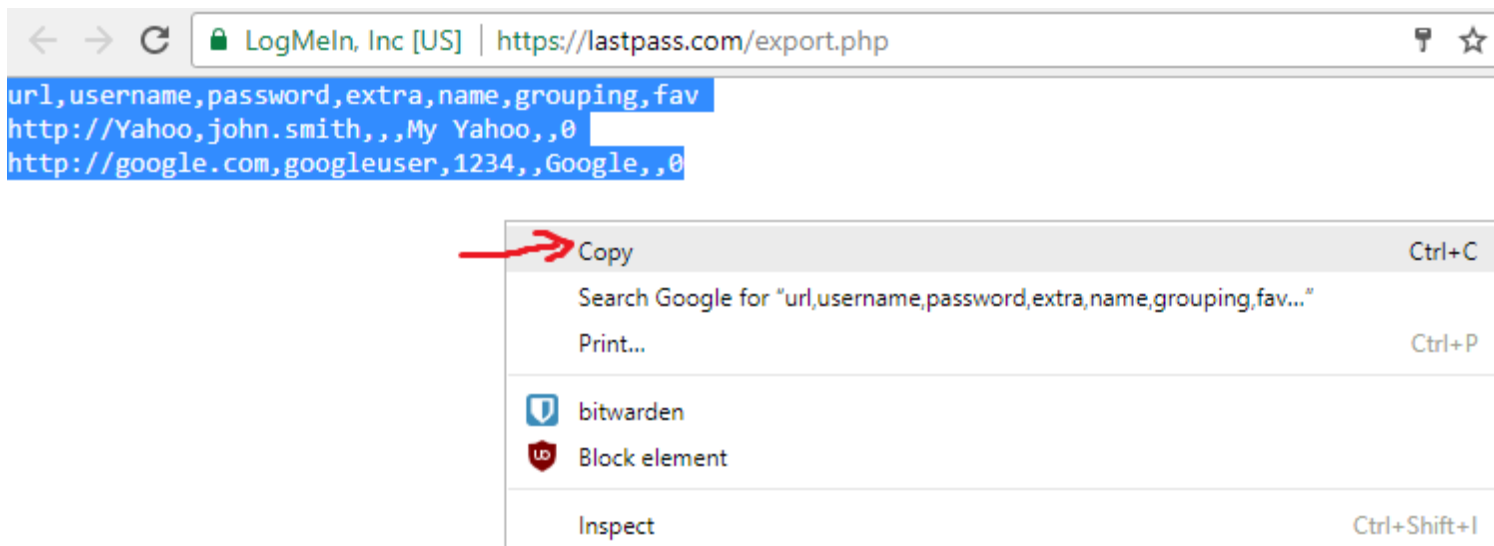 LogMeIn, Inc [US] | https://lastpass.com/export.php
url,username,password,extra,name,grouping,fav
http://Yahoo,john.smith,,,My Yahoo,,0
http://google.com,googleuser,1234,,Google,,0
Copy Ctrl+C
Search Google for “url,username,password,extra,name,grouping,fav...”
Print... Ctrl+P
bitwarden
Block element
Inspect Ctrl+Shift+I